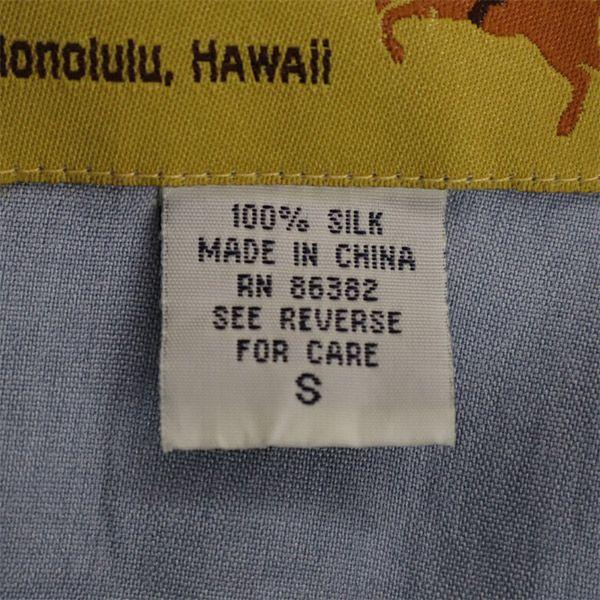 Honolulu, HAWAii
100% SILK
MADE IN CHINA
RN 86382
SEE REVERSE
FOR CARE
S